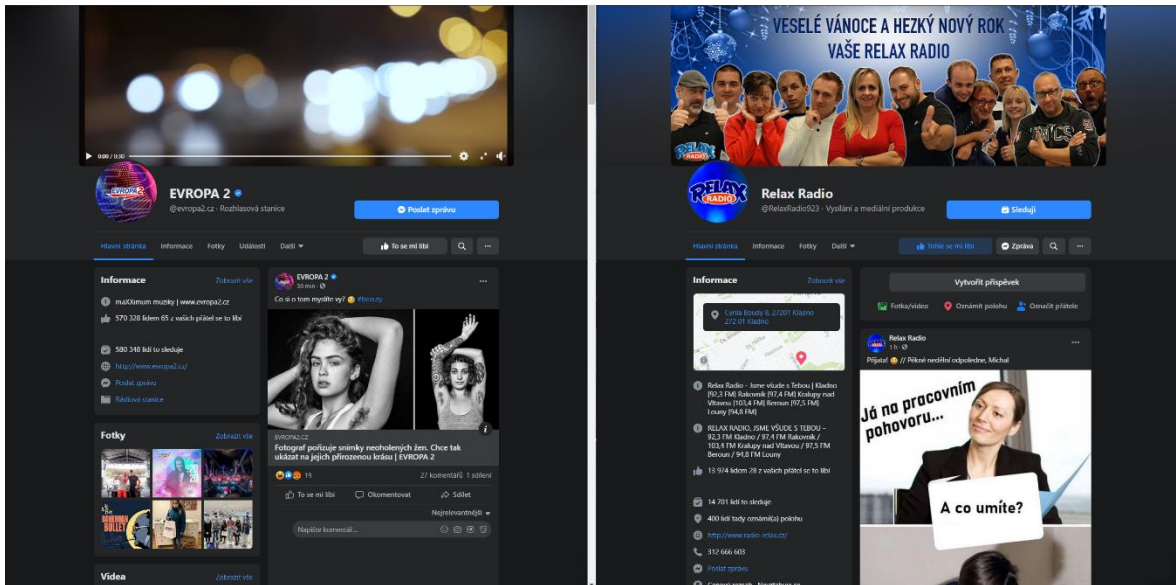 0:00 / 0:10
EVROPA 2
EVROPA 2
@evropa2.cz · Rozhlasová stanice
Poslat zprávu
Hlavní stránka
Informace
Fotky
Události
Další
To se mi líbí
Informace
Zobrazit vše
maXXimum muziky | www.evropa2.cz
570 328 lidem 65 z vašich přátel se to líbí
580 348 lidí to sleduje
http://www.evropa2.cz/
Poslat zprávu
Rádiová stanice
Fotky
Zobrazit vše
BOHEMIAN
BULLET
Videa
Zobrazit vše
EVROPA 2
30 min ·
Co si o tom myslíte vy? #beauty
EVROPA2.CZ
Fotograf pořizuje snímky neoholených žen. Chce tak
ukázat na jejich přirozenou krásu | EVROPA 2
19
27 komentářů 1 sdílení
To se mi líbí
Okomentovat
Sdílet
Nejrelevantnější
Napište komentář...
VESELÉ VÁNOCE A HEZKÝ NOVÝ ROK
VAŠE RELAX RADIO
RELAX
RADIO
RELAX
RADIO
Relax Radio
@RelaxRadio923 · Vysílání a mediální produkce
Sleduji
Hlavní stránka
Informace
Fotky
Další
Tohle se mi líbí
Zpráva
Informace
Zobrazit vše
Cyrila Boudy 8, 27201 Kladno
272 01 Kladno
Relax Radio - Jsme všude s Tebou | Kladno
[92,3 FM] Rakovník [97,4 FM] Kralupy nad
Vltavou [103,4 FM] Beroun [97,5 FM]
Louny [94,8 FM]
RELAX RADIO, JSME VŠUDE S TEBOU –
92,3 FM Kladno / 97,4 FM Rakovník /
103,4 FM Kralupy nad Vltavou / 97,5 FM
Beroun / 94,8 FM Louny
13 974 lidem 28 z vašich přátel se to líbí
14 701 lidí to sleduje
400 lidí tady oznámil(a) polohu
http://www.radio-relax.cz/
312 666 603
Poslat zprávu
Vytvořit příspěvek
Fotka/video
Oznámit polohu
Označit přátele
Relax Radio
1 h ·
Přijata! // Pěkné nedělní odpoledne, Michal
Já na pracovním
pohovoru...
A co umíte?